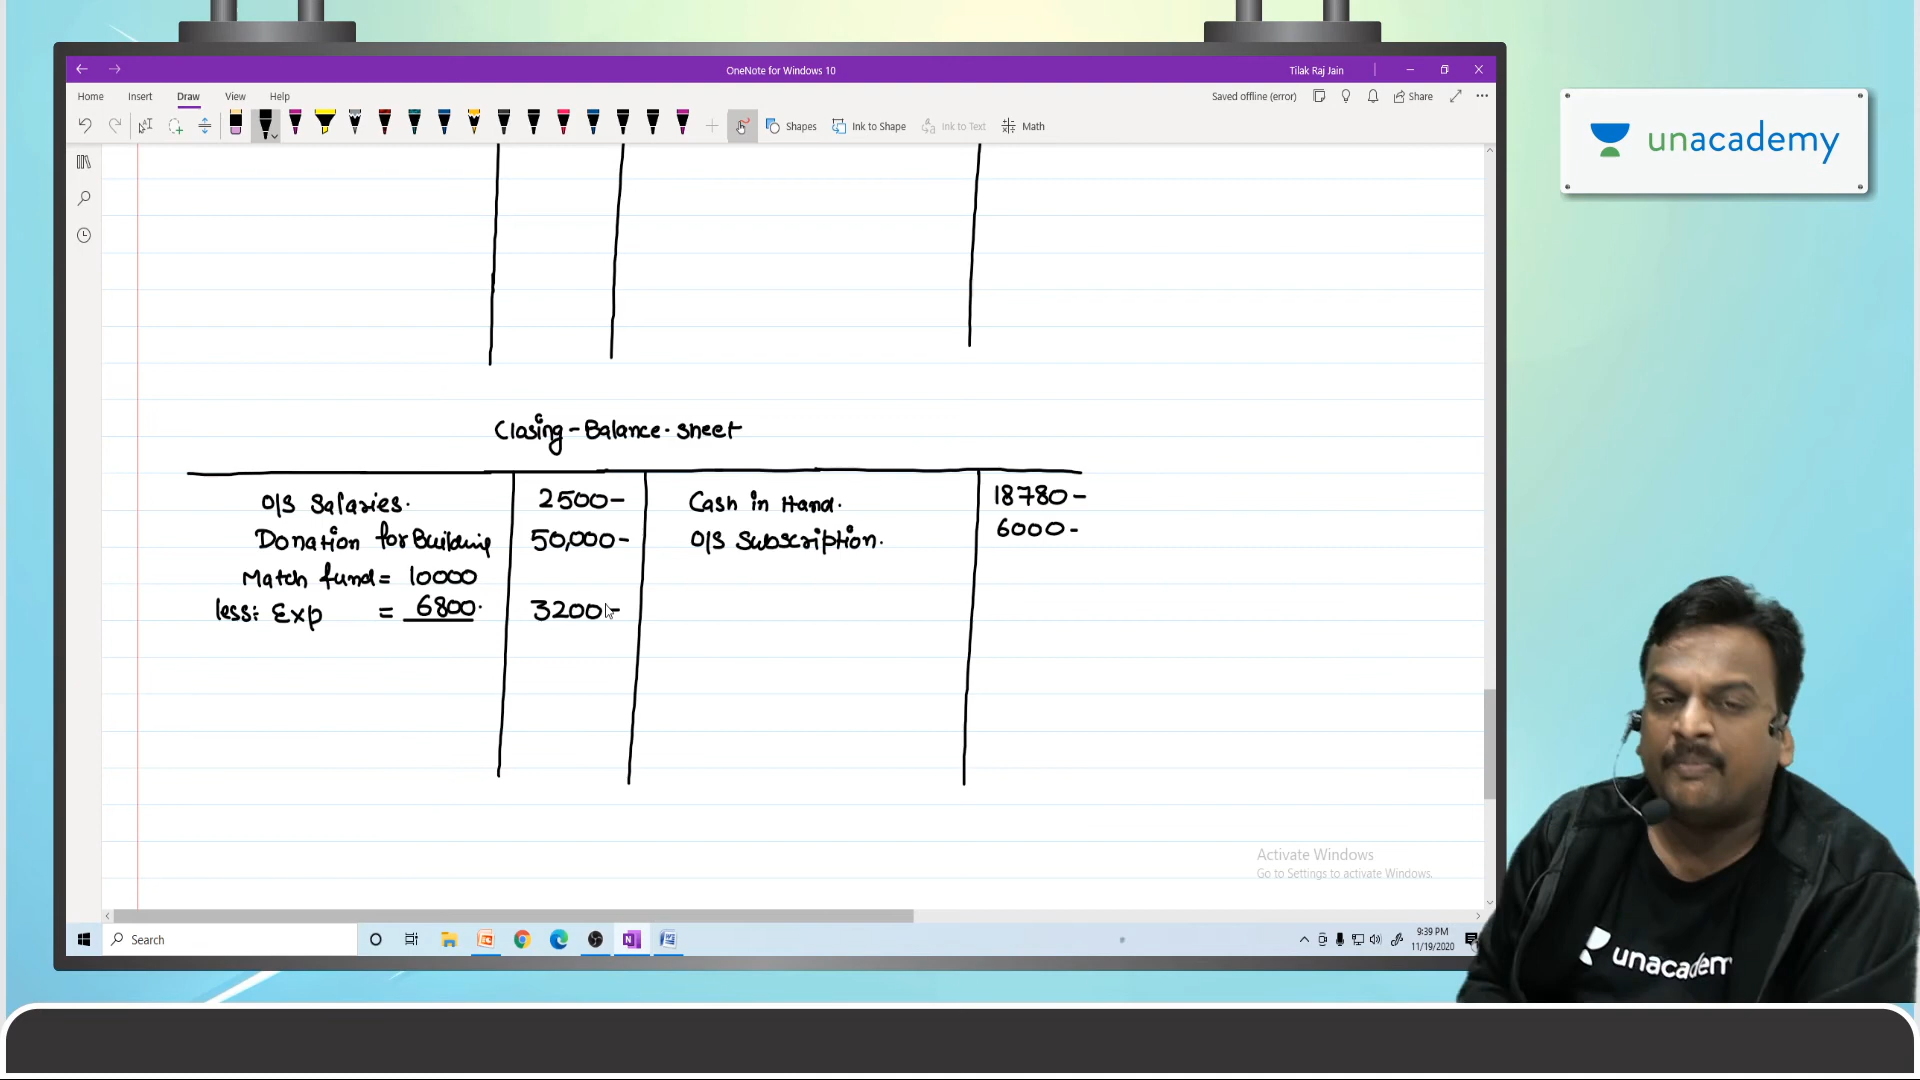 OneNote for Windows 10
Tilak Raj Jain
Home Insert Draw View Help
Saved offline (error)
Share
Shapes
Ink to Shape
Ink to Text
Math
unacademy
Closing - Balance. sheet
O/S Salaries. 2500- Cash in Hand. 18780-
Donation for Building 50,000- O/S Subscription. 6000-
Match fund = 10000
less: Exp = 6800. 3200-
Activate Windows
Go to Settings to activate Windows.
Search
9:39 PM
11/19/2020
unacademy